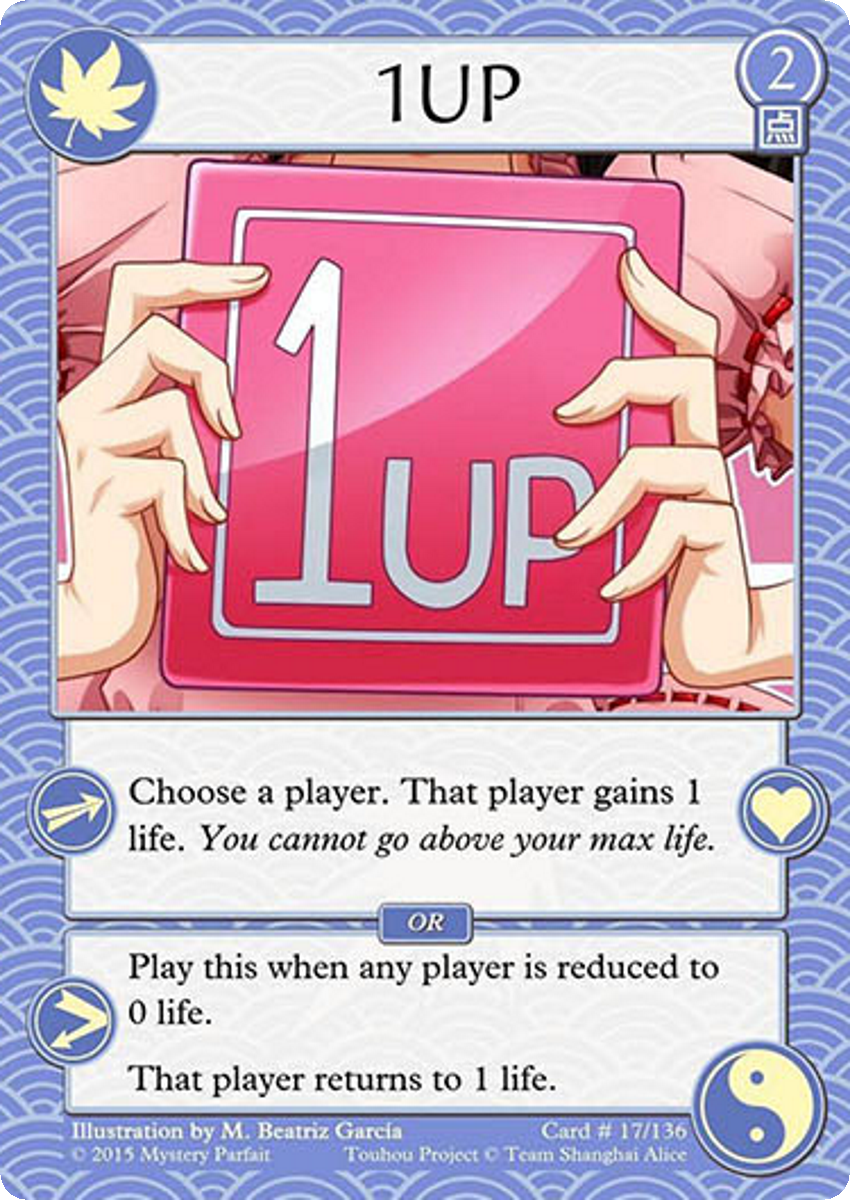 1UP
2
点
1UP
Choose a player. That player gains 1
life. You cannot go above your max life.
OR
Play this when any player is reduced to
0 life.
That player returns to 1 life.
Illustration by M. Beatriz García
Card # 17/136
© 2015 Mystery Parfait
Touhou Project © Team Shanghai Alice